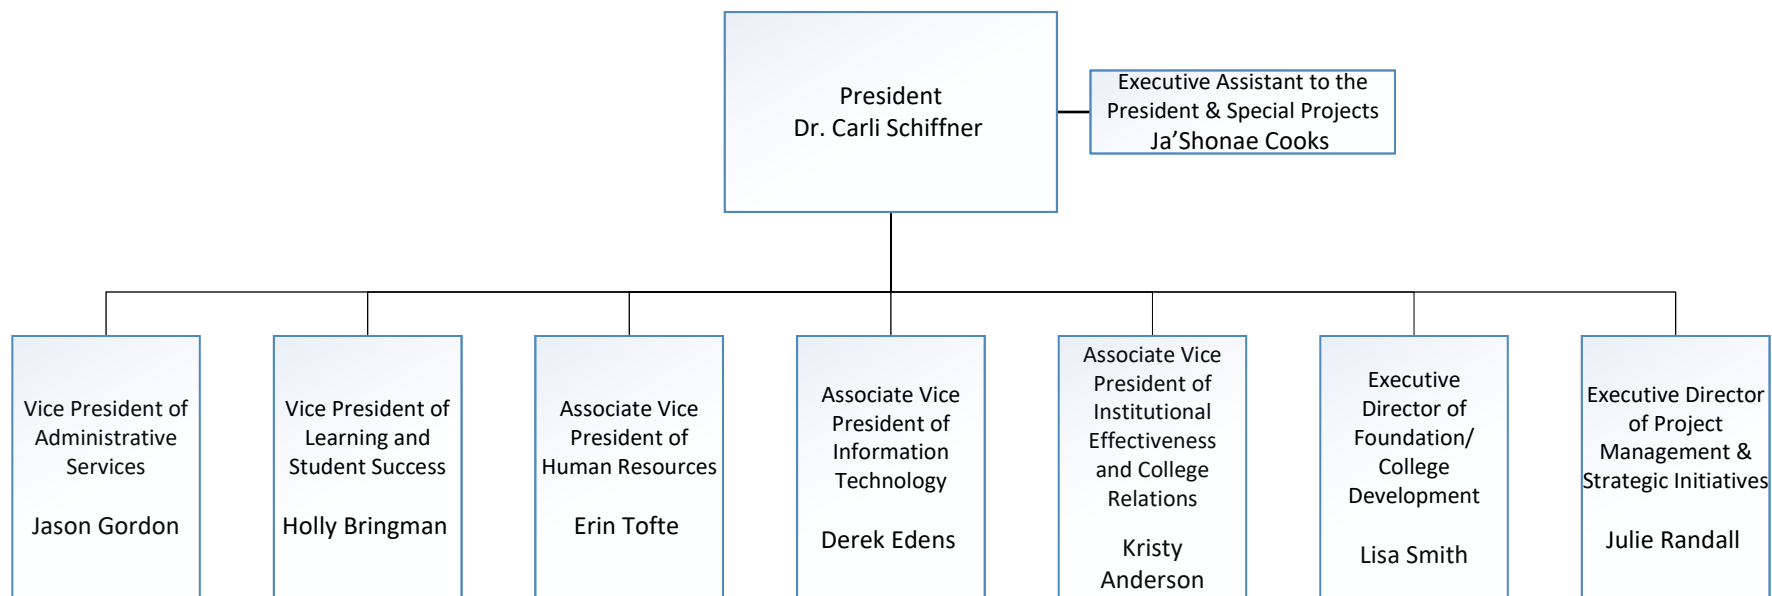 President
Dr. Carli Schiffner
Executive Assistant to the
President & Special Projects
Ja’Shonae Cooks
Vice President of
Administrative
Services
Jason Gordon
Vice President of
Learning and
Student Success
Holly Bringman
Associate Vice
President of
Human Resources
Erin Tofte
Associate Vice
President of
Information
Technology
Derek Edens
Associate Vice
President of
Institutional
Effectiveness
and College
Relations
Kristy
Anderson
Executive
Director of
Foundation/
College
Development
Lisa Smith
Executive Director
of Project
Management &
Strategic Initiatives
Julie Randall